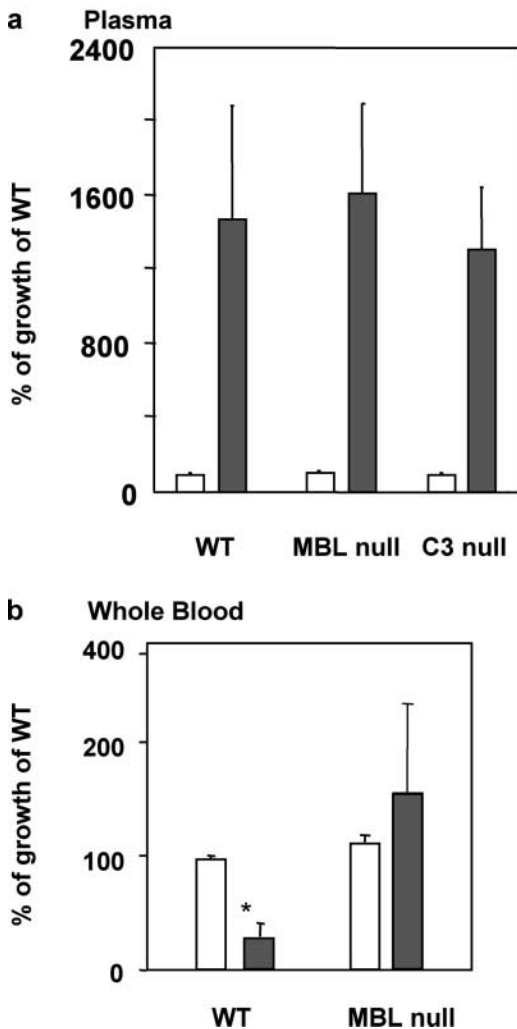 a Plasma
2400
1600
800
0
% of growth of WT
WT MBL null C3 null
b Whole Blood
400
200
100
0
% of growth of WT
*
WT MBL null